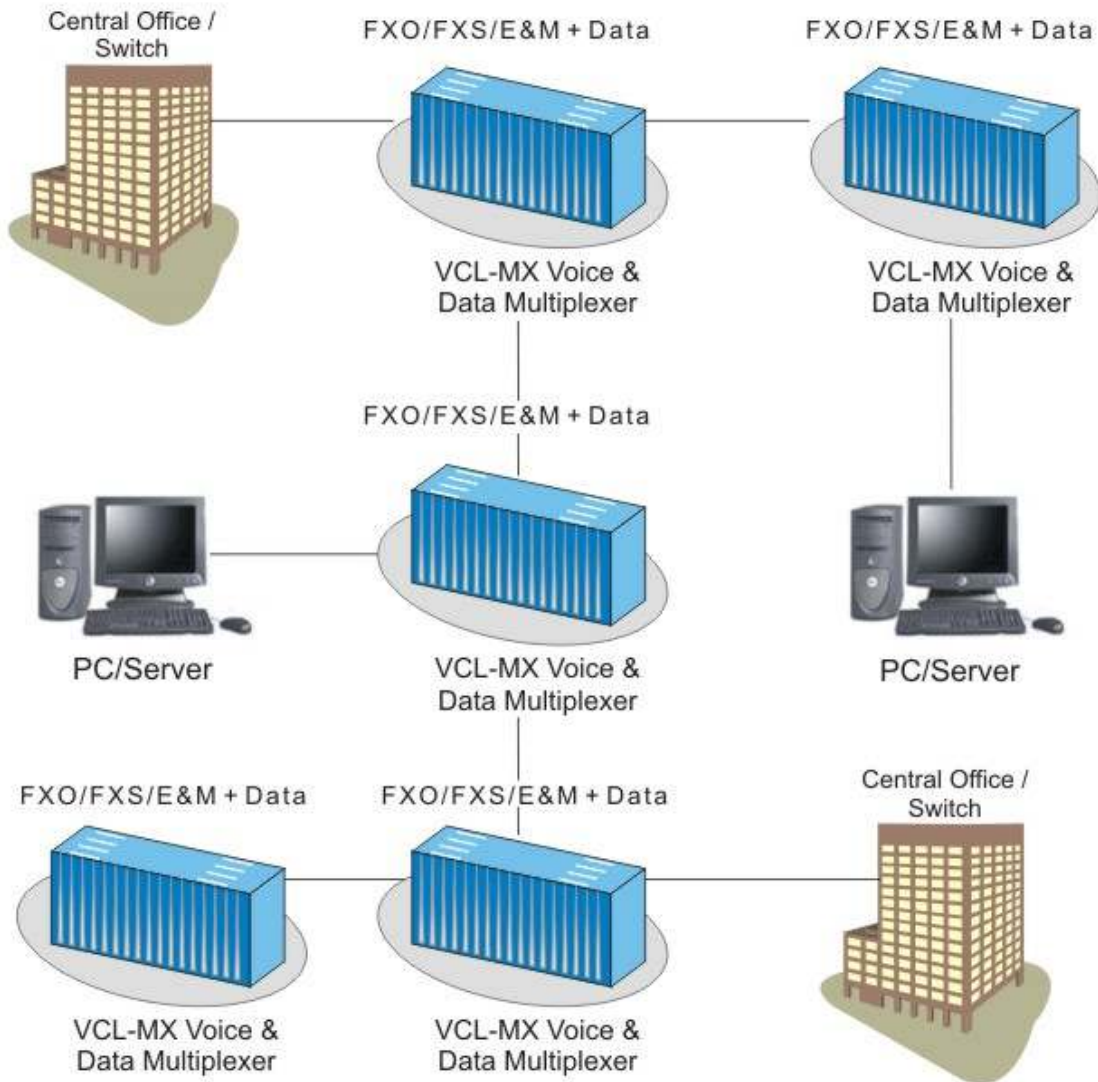 Central Office /
Switch
FXO/FXS/E&M + Data
FXO/FXS/E&M + Data
VCL-MX Voice &
Data Multiplexer
VCL-MX Voice &
Data Multiplexer
FXO/FXS/E&M + Data
PC/Server
VCL-MX Voice &
Data Multiplexer
PC/Server
FXO/FXS/E&M + Data
FXO/FXS/E&M + Data
Central Office /
Switch
VCL-MX Voice &
Data Multiplexer
VCL-MX Voice &
Data Multiplexer